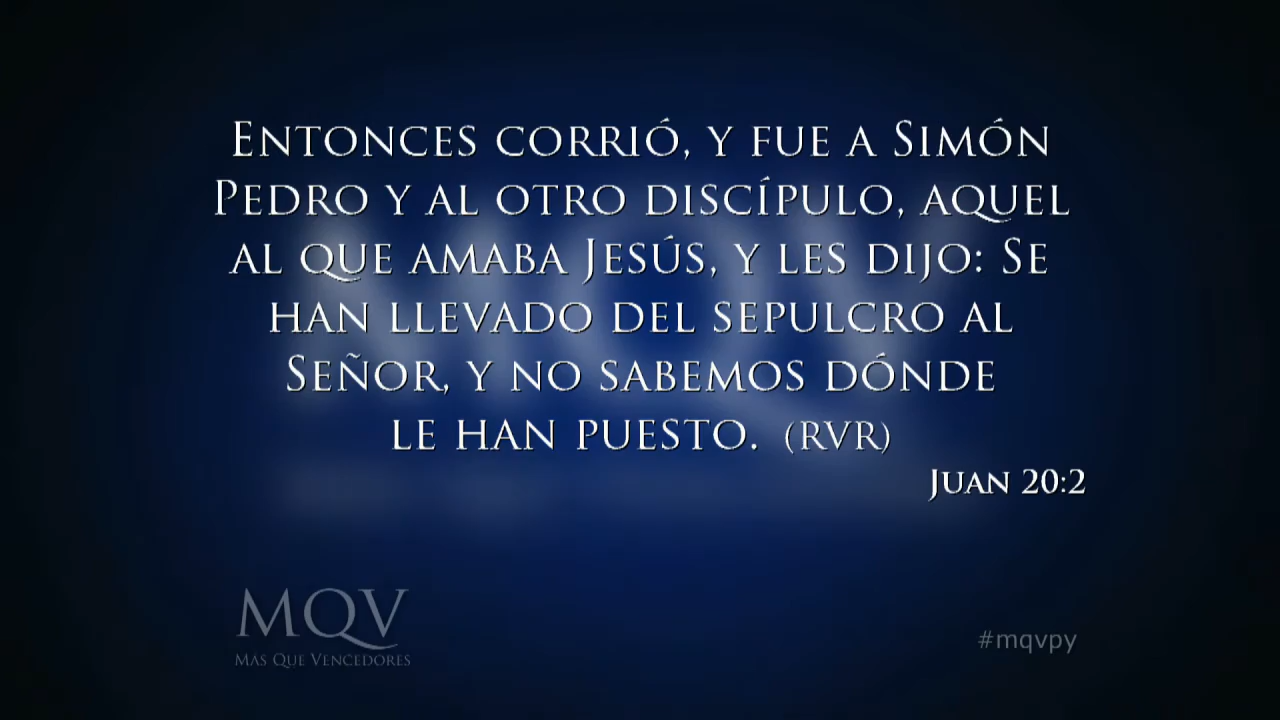 Entonces corrió, y fue a Simón
Pedro y al otro discípulo, aquel
al que amaba Jesús, y les dijo: Se
han llevado del sepulcro al
Señor, y no sabemos dónde
le han puesto. (RVR)
Juan 20:2
MQV
Más Que Vencedores
#mqvpy